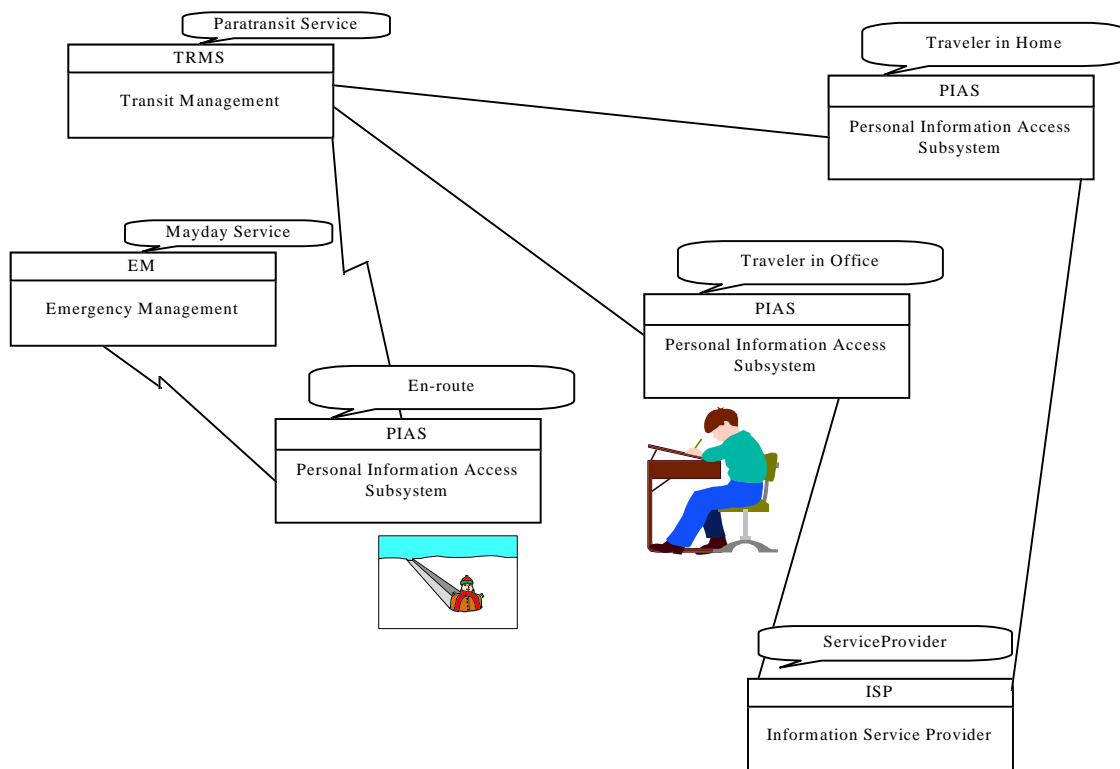 Paratransit Service
TRMS
Transit Management
Traveler in Home
PIAS
Personal Information Access
Subsystem
Mayday Service
EM
Emergency Management
Traveler in Office
PIAS
Personal Information Access
Subsystem
En-route
PIAS
Personal Information Access
Subsystem
ServiceProvider
ISP
Information Service Provider